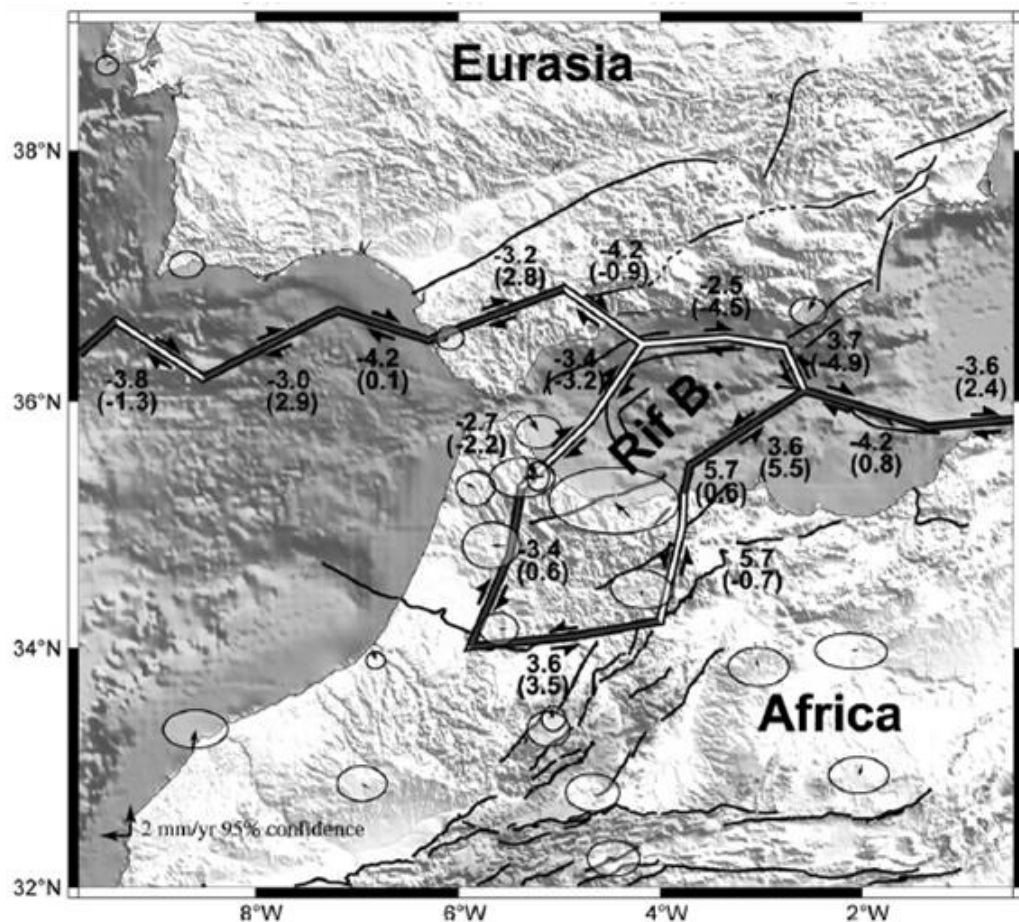 Eurasia
38°N
-3.2
(2.8)
-4.2
(-0.9)
-2.5
(-4.5)
3.7
(-4.9)
-3.6
(2.4)
-3.8
(-1.3)
-3.0
(2.9)
-4.2
(0.1)
-3.4
(-3.2)
36°N
-2.7
(-2.2)
Rif B.
5.7
(0.6)
3.6
(5.5)
-4.2
(0.8)
-3.4
(0.6)
5.7
(-0.7)
34°N
3.6
(3.5)
Africa
2 mm/yr 95% confidence
32°N
8°W
6°W
4°W
2°W